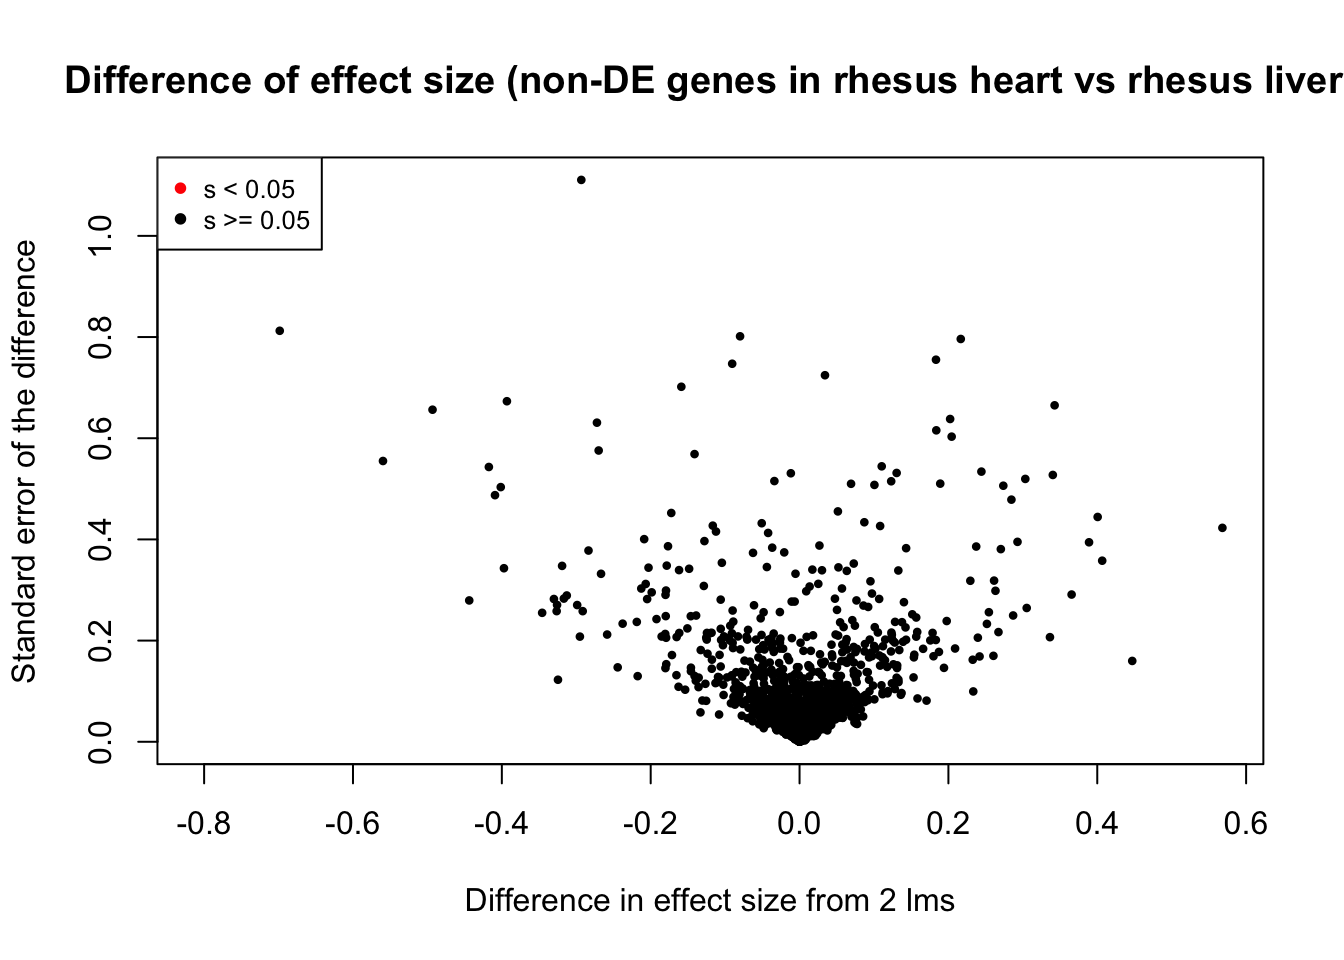 Difference of effect size (non-DE genes in rhesus heart vs rhesus liver
s < 0.05
s >= 0.05
Standard error of the difference
1.0
0.8
0.6
0.4
0.2
0.0
-0.8 -0.6 -0.4 -0.2 0.0 0.2 0.4 0.6
Difference in effect size from 2 lms